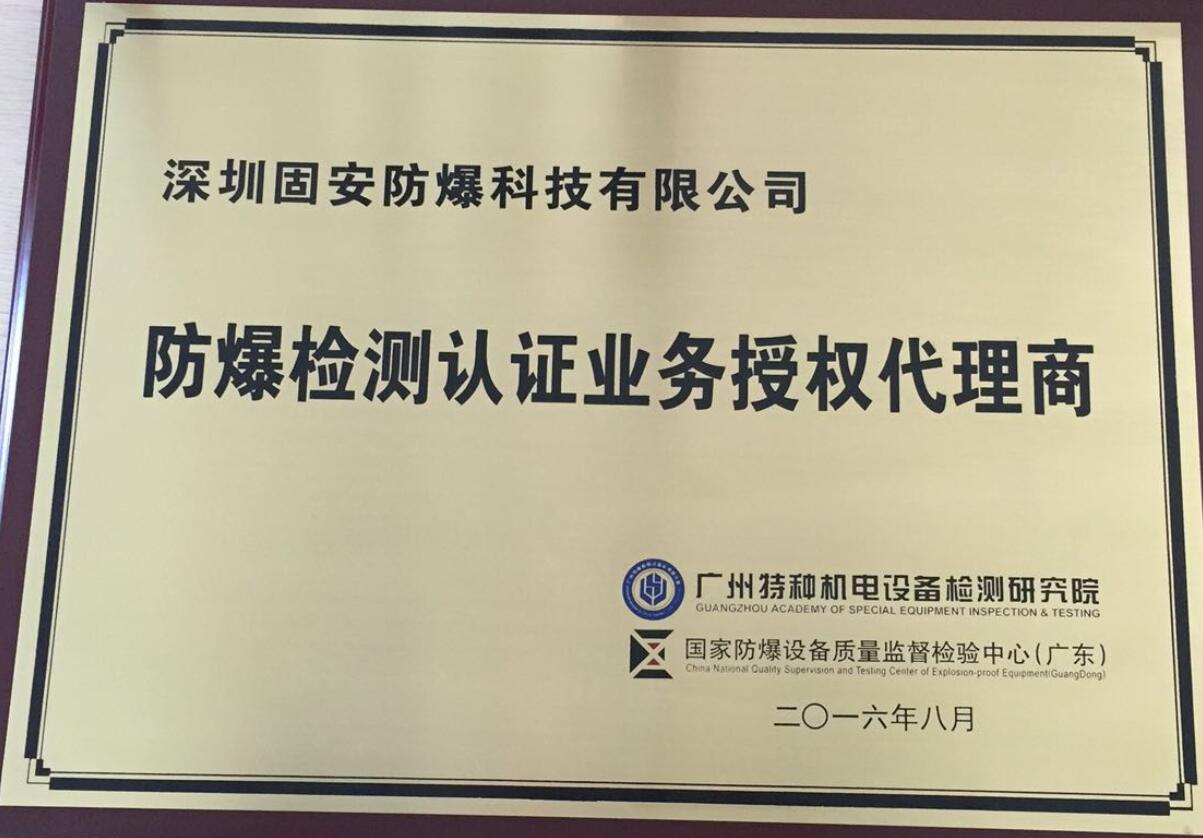 深圳固安防爆科技有限公司
防爆检测认证业务授权代理商
广州特种机电设备检测研究院
GUANGZHOU ACADEMY OF SPECIAL EQUIPMENT INSPECTION & TESTING
国家防爆设备质量监督检验中心(广东)
China National Quality Supervision and Testing Center of Explosion-proof Equipment(GuangDong)
二〇一六年八月